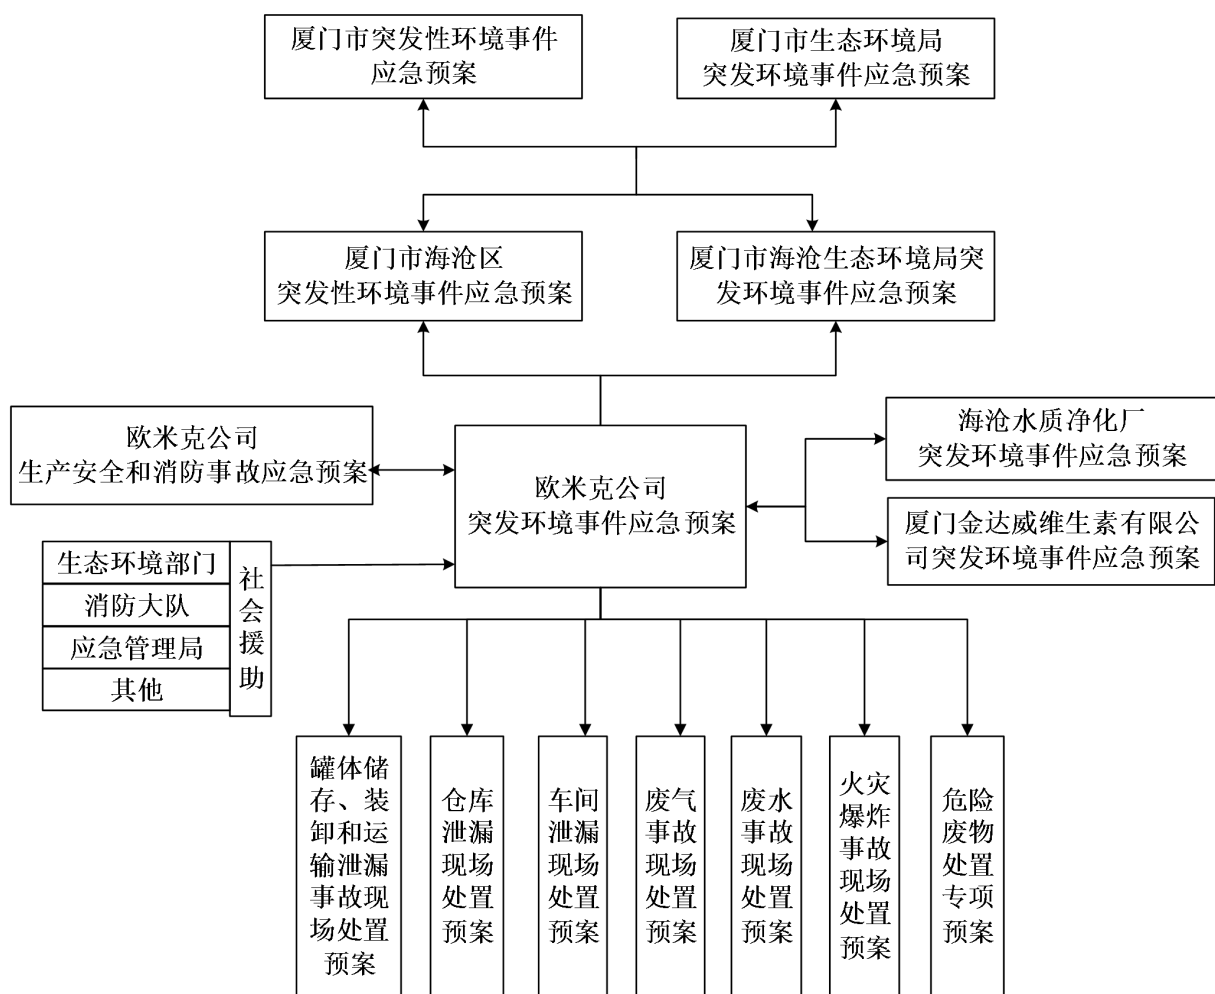 厦门市突发性环境事件
应急预案
厦门市生态环境局
突发环境事件应急预案
厦门市海沧区
突发性环境事件应急预案
厦门市海沧生态环境局突
发环境事件应急预案
欧米克公司
生产安全和消防事故应急预案
欧米克公司
突发环境事件应急预案
海沧水质净化厂
突发环境事件应急预案
厦门金达威维生素有限公
司突发环境事件应急预案
生态环境部门
消防大队
应急管理局
其他
社
会
援
助
罐体储
存、装
卸和运
输泄漏
事故现
场处置
预案
仓库
泄漏
现场
处置
预案
车间
泄漏
现场
处置
预案
废气
事故
现场
处置
预案
废水
事故
现场
处置
预案
火灾
爆炸
事故
现场
处置
预案
危险
废物
处置
专项
预案